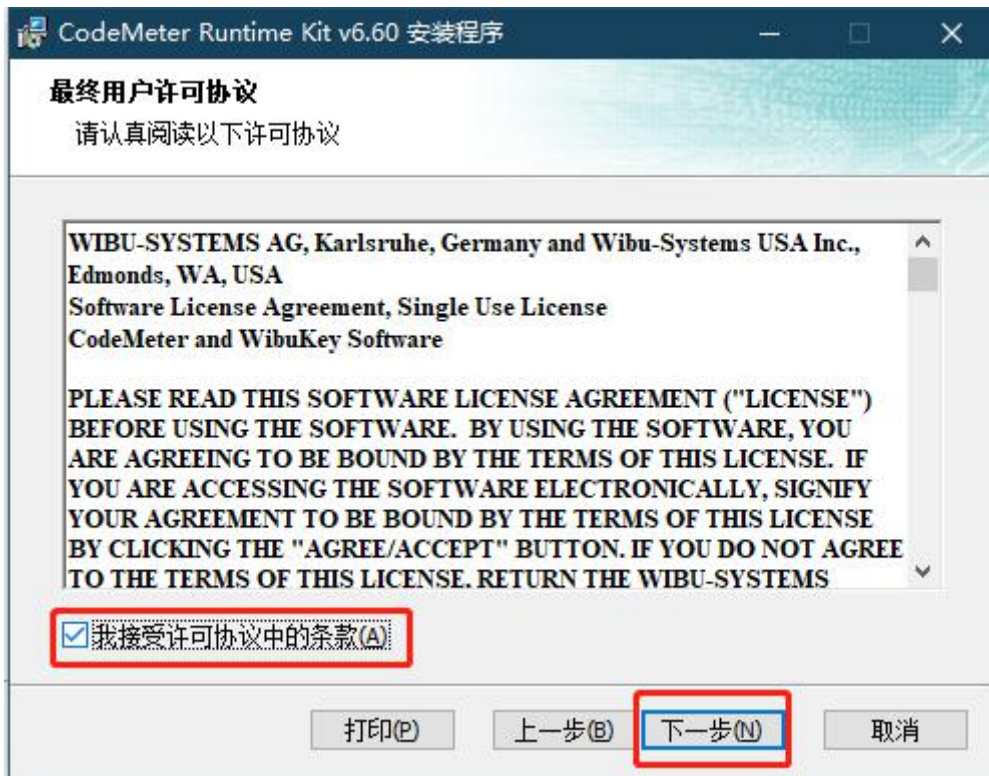 CodeMeter Runtime Kit v6.60 安装程序
最终用户许可协议
请认真阅读以下许可协议
WIBU-SYSTEMS AG, Karlsruhe, Germany and Wibu-Systems USA Inc.,
Edmonds, WA, USA
Software License Agreement, Single Use License
CodeMeter and WibuKey Software
PLEASE READ THIS SOFTWARE LICENSE AGREEMENT ("LICENSE")
BEFORE USING THE SOFTWARE.  BY USING THE SOFTWARE, YOU
ARE AGREEING TO BE BOUND BY THE TERMS OF THIS LICENSE.  IF
YOU ARE ACCESSING THE SOFTWARE ELECTRONICALLY, SIGNIFY
YOUR AGREEMENT TO BE BOUND BY THE TERMS OF THIS LICENSE
BY CLICKING THE "AGREE/ACCEPT" BUTTON. IF YOU DO NOT AGREE
TO THE TERMS OF THIS LICENSE, RETURN THE WIBU-SYSTEMS
我接受许可协议中的条款(A)
打印(P) 上一步(B) 下一步(N) 取消